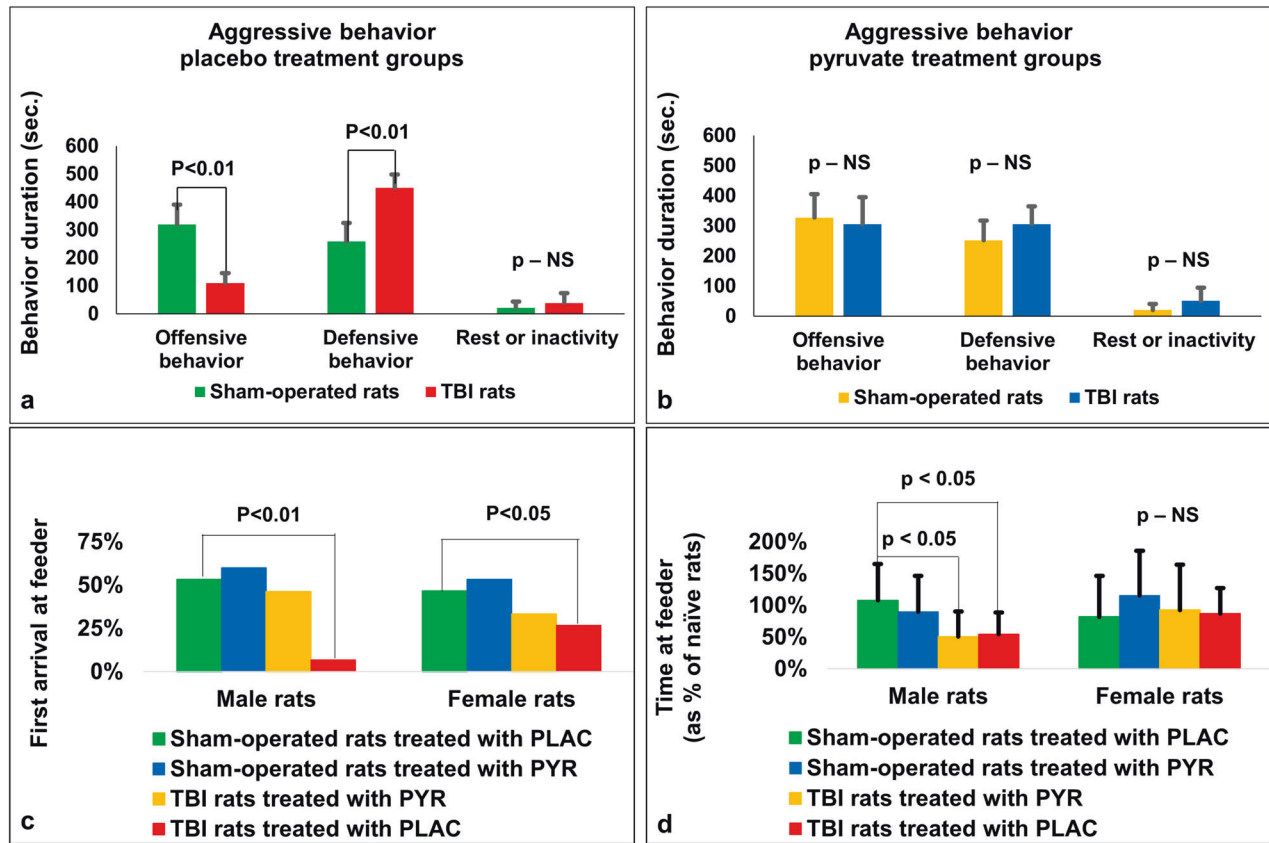 Aggressive behavior
placebo treatment groups
Behavior duration (sec.)
600
500
400
300
200
100
0
P<0.01
P<0.01
p – NS
Offensive
behavior
Defensive
behavior
Rest or inactivity
Sham-operated rats
TBI rats
a
Aggressive behavior
pyruvate treatment groups
Behavior duration (sec.)
600
500
400
300
200
100
0
p – NS
p – NS
p – NS
Offensive
behavior
Defensive
behavior
Rest or inactivity
Sham-operated rats
TBI rats
b
First arrival at feeder
75%
50%
25%
0%
P<0.01
P<0.05
Male rats
Female rats
Sham-operated rats treated with PLAC
Sham-operated rats treated with PYR
TBI rats treated with PYR
TBI rats treated with PLAC
c
Time at feeder
(as % of naïve rats)
200%
150%
100%
50%
0%
p < 0.05
p < 0.05
p – NS
Male rats
Female rats
Sham-operated rats treated with PLAC
Sham-operated rats treated with PYR
TBI rats treated with PYR
TBI rats treated with PLAC
d